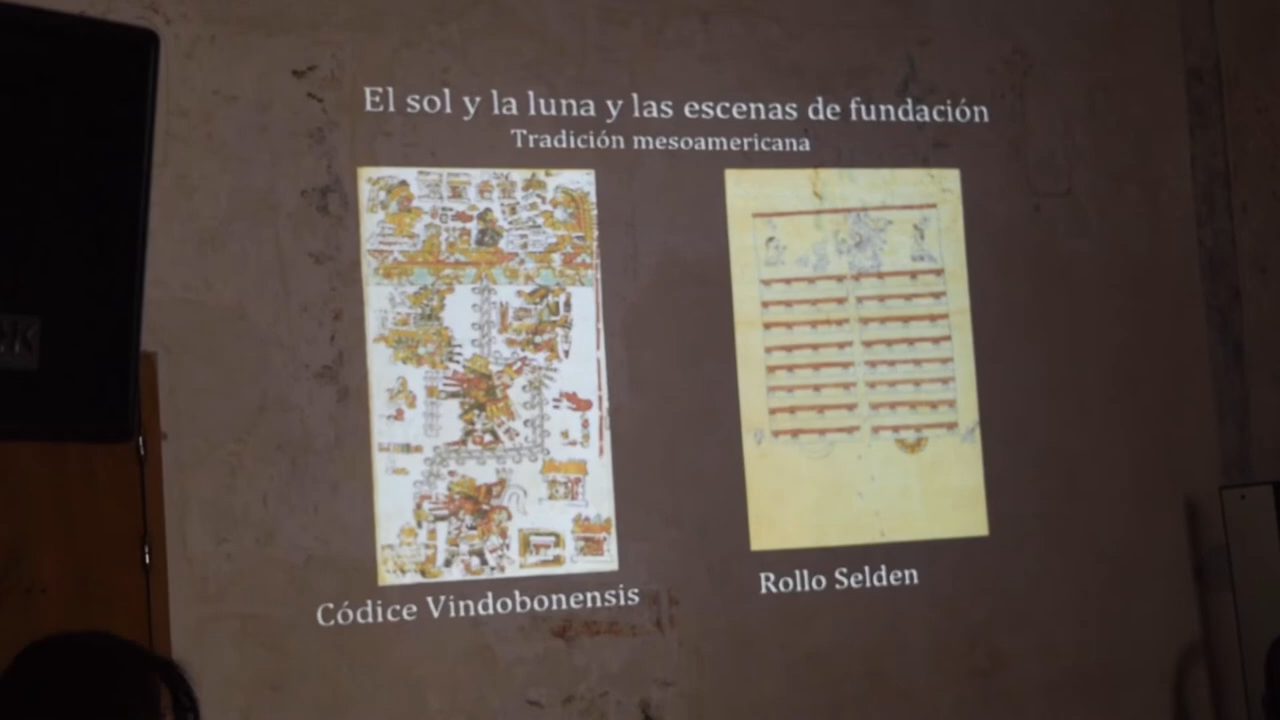 El sol y la luna y las escenas de fundación
Tradición mesoamericana
Códice Vindobonensis
Rollo Selden